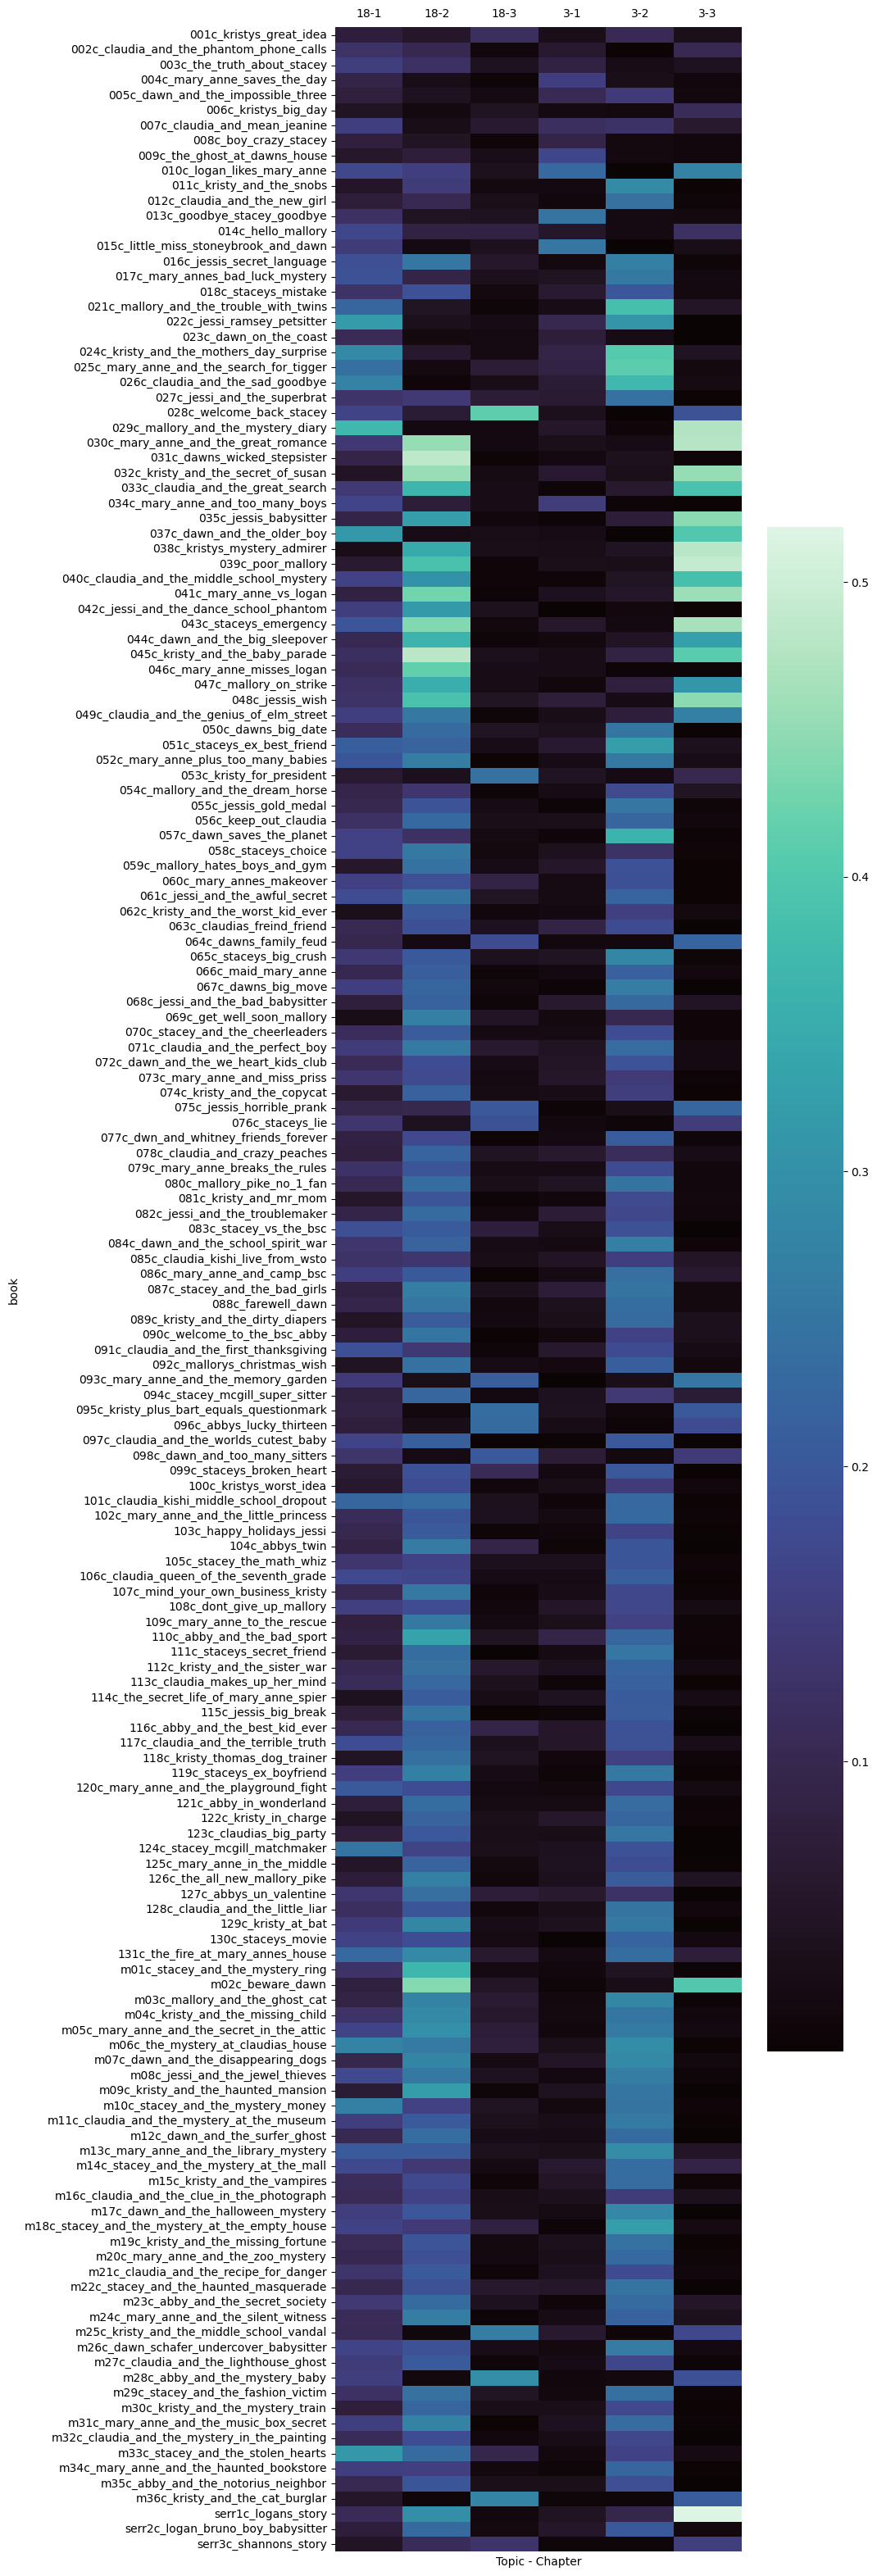 18-1 18-2 18-3 3-1 3-2 3-3
001c_kristys_great_idea
002c_claudia_and_the_phantom_phone_calls
003c_the_truth_about_stacey
004c_mary_anne_saves_the_day
005c_dawn_and_the_impossible_three
006c_kristys_big_day
007c_claudia_and_mean_jeanine
008c_boy_crazy_stacey
009c_the_ghost_at_dawns_house
010c_logan_likes_mary_anne
011c_kristy_and_the_snobs
012c_claudia_and_the_new_girl
013c_goodbye_stacey_goodbye
014c_hello_mallory
015c_little_miss_stoneybrook_and_dawn
016c_jessis_secret_language
017c_mary_annes_bad_luck_mystery
018c_staceys_mistake
021c_mallory_and_the_trouble_with_twins
022c_jessi_ramsey_petsitter
023c_dawn_on_the_coast
024c_kristy_and_the_mothers_day_surprise
025c_mary_anne_and_the_search_for_tigger
026c_claudia_and_the_sad_goodbye
027c_jessi_and_the_superbrat
028c_welcome_back_stacey
029c_mallory_and_the_mystery_diary
030c_mary_anne_and_the_great_romance
031c_dawns_wicked_stepsister
032c_kristy_and_the_secret_of_susan
033c_claudia_and_the_great_search
034c_mary_anne_and_too_many_boys
035c_jessis_babysitter
037c_dawn_and_the_older_boy
038c_kristys_mystery_admirer
039c_poor_mallory
040c_claudia_and_the_middle_school_mystery
041c_mary_anne_vs_logan
042c_jessi_and_the_dance_school_phantom
043c_staceys_emergency
044c_dawn_and_the_big_sleepover
045c_kristy_and_the_baby_parade
046c_mary_anne_misses_logan
047c_mallory_on_strike
048c_jessis_wish
049c_claudia_and_the_genius_of_elm_street
050c_dawns_big_date
051c_staceys_ex_best_friend
052c_mary_anne_plus_too_many_babies
053c_kristy_for_president
054c_mallory_and_the_dream_horse
055c_jessis_gold_medal
056c_keep_out_claudia
057c_dawn_saves_the_planet
058c_staceys_choice
059c_mallory_hates_boys_and_gym
060c_mary_annes_makeover
061c_jessi_and_the_awful_secret
062c_kristy_and_the_worst_kid_ever
063c_claudias_freind_friend
064c_dawns_family_feud
065c_staceys_big_crush
066c_maid_mary_anne
067c_dawns_big_move
068c_jessi_and_the_bad_babysitter
069c_get_well_soon_mallory
070c_stacey_and_the_cheerleaders
071c_claudia_and_the_perfect_boy
072c_dawn_and_the_we_heart_kids_club
073c_mary_anne_and_miss_priss
074c_kristy_and_the_copycat
075c_jessis_horrible_prank
076c_staceys_lie
077c_dwn_and_whitney_friends_forever
078c_claudia_and_crazy_peaches
079c_mary_anne_breaks_the_rules
080c_mallory_pike_no_1_fan
081c_kristy_and_mr_mom
082c_jessi_and_the_troublemaker
083c_stacey_vs_the_bsc
084c_dawn_and_the_school_spirit_war
085c_claudia_kishi_live_from_wsto
086c_mary_anne_and_camp_bsc
087c_stacey_and_the_bad_girls
088c_farewell_dawn
089c_kristy_and_the_dirty_diapers
090c_welcome_to_the_bsc_abby
091c_claudia_and_the_first_thanksgiving
092c_mallorys_christmas_wish
093c_mary_anne_and_the_memory_garden
094c_stacey_mcgill_super_sitter
095c_kristy_plus_bart_equals_questionmark
096c_abbys_lucky_thirteen
097c_claudia_and_the_worlds_cutest_baby
098c_dawn_and_too_many_sitters
099c_staceys_broken_heart
100c_kristys_worst_idea
101c_claudia_kishi_middle_school_dropout
102c_mary_anne_and_the_little_princess
103c_happy_holidays_jessi
104c_abbys_twin
105c_stacey_the_math_whiz
106c_claudia_queen_of_the_seventh_grade
107c_mind_your_own_business_kristy
108c_dont_give_up_mallory
109c_mary_anne_to_the_rescue
110c_abby_and_the_bad_sport
111c_staceys_secret_friend
112c_kristy_and_the_sister_war
113c_claudia_makes_up_her_mind
114c_the_secret_life_of_mary_anne_spier
115c_jessis_big_break
116c_abby_and_the_best_kid_ever
117c_claudia_and_the_terrible_truth
118c_kristy_thomas_dog_trainer
119c_staceys_ex_boyfriend
120c_mary_anne_and_the_playground_fight
121c_abby_in_wonderland
122c_kristy_in_charge
123c_claudias_big_party
124c_stacey_mcgill_matchmaker
125c_mary_anne_in_the_middle
126c_the_all_new_mallory_pike
127c_abbys_un_valentine
128c_claudia_and_the_little_liar
129c_kristy_at_bat
130c_staceys_movie
131c_the_fire_at_mary_annes_house
m01c_stacey_and_the_mystery_ring
m02c_beware_dawn
m03c_mallory_and_the_ghost_cat
m04c_kristy_and_the_missing_child
m05c_mary_anne_and_the_secret_in_the_attic
m06c_the_mystery_at_claudias_house
m07c_dawn_and_the_disappearing_dogs
m08c_jessi_and_the_jewel_thieves
m09c_kristy_and_the_haunted_mansion
m10c_stacey_and_the_mystery_money
m11c_claudia_and_the_mystery_at_the_museum
m12c_dawn_and_the_surfer_ghost
m13c_mary_anne_and_the_library_mystery
m14c_stacey_and_the_mystery_at_the_mall
m15c_kristy_and_the_vampires
m16c_claudia_and_the_clue_in_the_photograph
m17c_dawn_and_the_halloween_mystery
m18c_stacey_and_the_mystery_at_the_empty_house
m19c_kristy_and_the_missing_fortune
m20c_mary_anne_and_the_zoo_mystery
m21c_claudia_and_the_recipe_for_danger
m22c_stacey_and_the_haunted_masquerade
m23c_abby_and_the_secret_society
m24c_mary_anne_and_the_silent_witness
m25c_kristy_and_the_middle_school_vandal
m26c_dawn_schafer_undercover_babysitter
m27c_claudia_and_the_lighthouse_ghost
m28c_abby_and_the_mystery_baby
m29c_stacey_and_the_fashion_victim
m30c_kristy_and_the_mystery_train
m31c_mary_anne_and_the_music_box_secret
m32c_claudia_and_the_mystery_in_the_painting
m33c_stacey_and_the_stolen_hearts
m34c_mary_anne_and_the_haunted_bookstore
m35c_abby_and_the_notorius_neighbor
m36c_kristy_and_the_cat_burglar
serr1c_logans_story
serr2c_logan_bruno_boy_babysitter
serr3c_shannons_story
book
Topic - Chapter
0.5
0.4
0.3
0.2
0.1